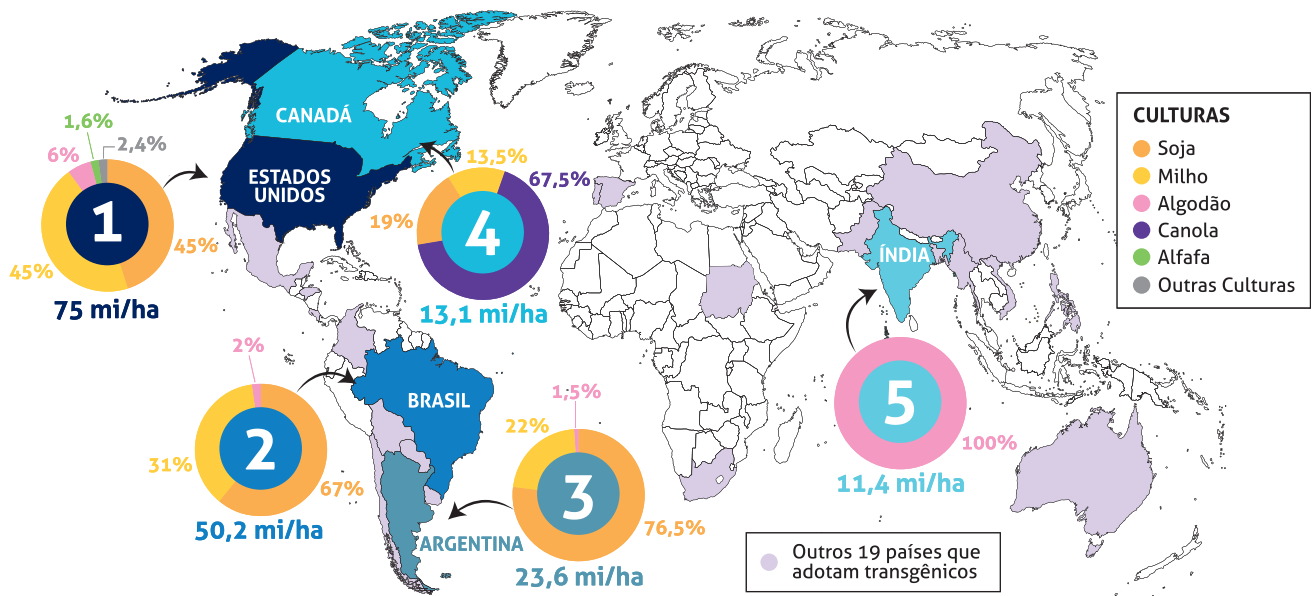 CANADÁ
ESTADOS
UNIDOS
1,6%
2,4%
6%
1
45%
45%
75 mi/ha
13,5%
67,5%
19%
4
13,1 mi/ha
ÍNDIA
CULTURAS
Soja
Milho
Algodão
Canola
Alfafa
Outras Culturas
2%
BRASIL
2
31%
67%
50,2 mi/ha
1,5%
22%
3
76,5%
ARGENTINA
23,6 mi/ha
5
100%
11,4 mi/ha
Outros 19 países que
adotam transgênicos